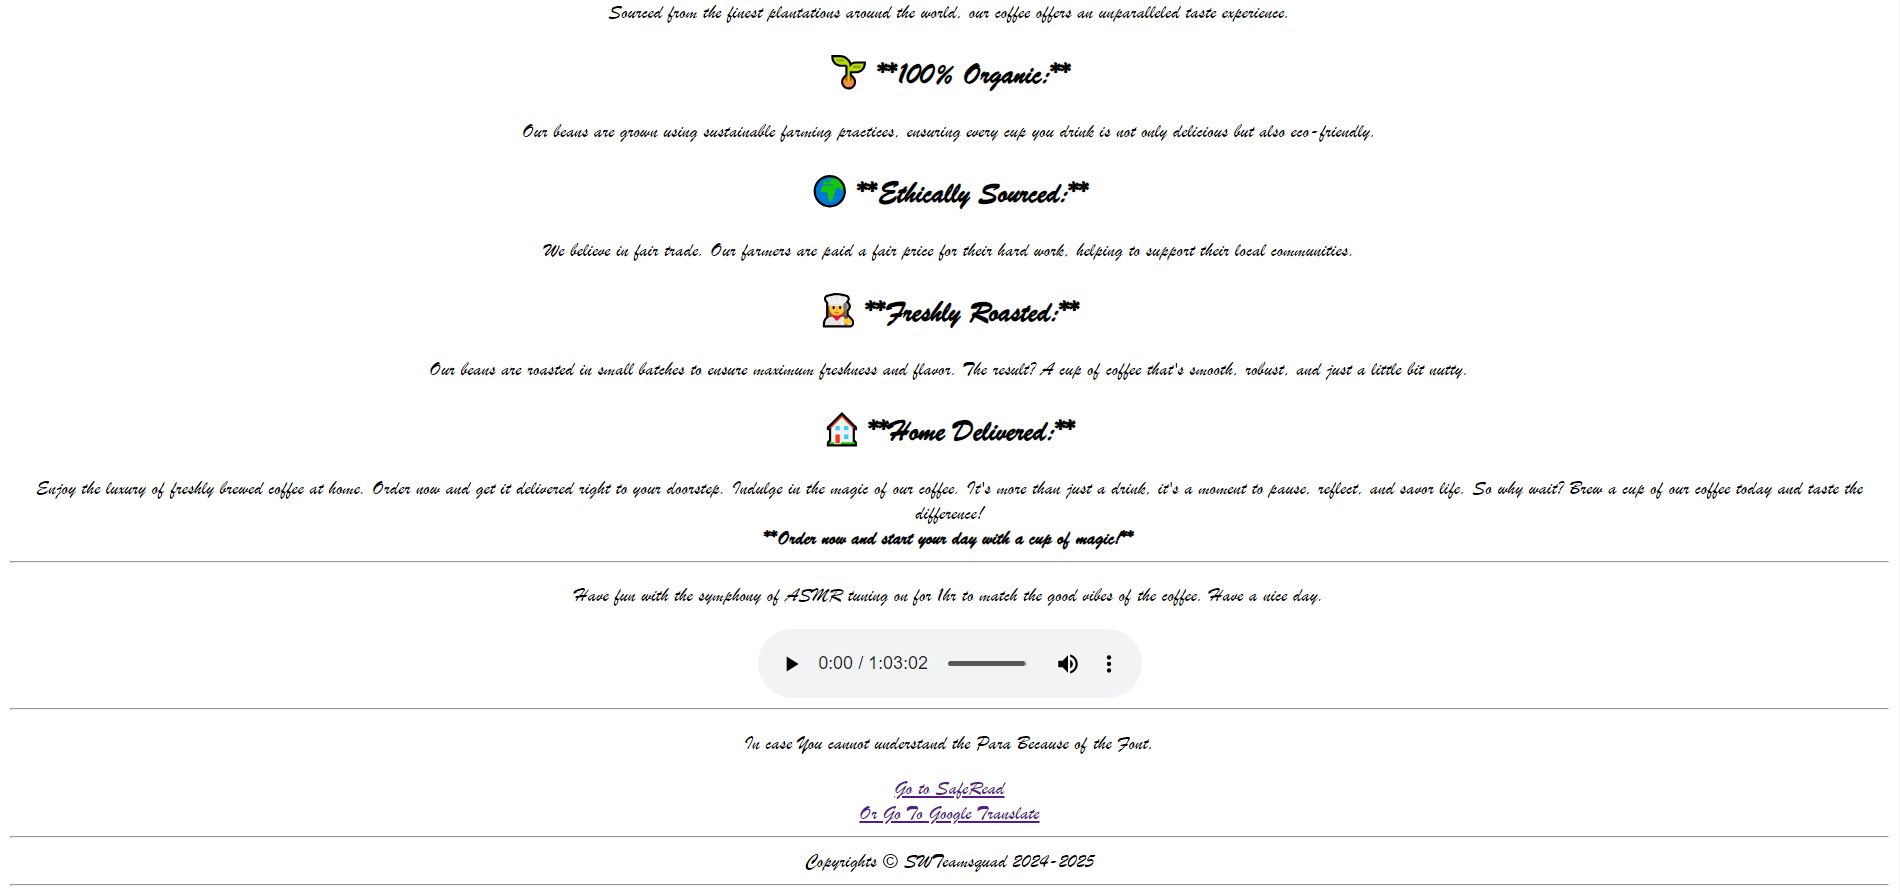 Sourced from the finest plantations around the world, our coffee offers an unparalleled taste experience.
🌱 **100% Organic:**
Our beans are grown using sustainable farming practices, ensuring every cup you drink is not only delicious but also eco-friendly.
🌍 **Ethically Sourced:**
We believe in fair trade. Our farmers are paid a fair price for their hard work, helping to support their local communities.
👩‍🍳 **Freshly Roasted:**
Our beans are roasted in small batches to ensure maximum freshness and flavor. The result? A cup of coffee that's smooth, robust, and just a little bit nutty.
🏠 **Home Delivered:**
Enjoy the luxury of freshly brewed coffee at home. Order now and get it delivered right to your doorstep. Indulge in the magic of our coffee. It's more than just a drink, it's a moment to pause, reflect, and savor life. So why wait? Brew a cup of our coffee today and taste the
difference!
**Order now and start your day with a cup of magic!**
Have fun with the symphony of ASMR tuning on for 1hr to match the good vibes of the coffee. Have a nice day.
0:00 / 1:03:02
In case You cannot understand the Para Because of the Font,
Go to SafeRead
Or Go To Google Translate
Copyrights © SWTeamsquad 2024-2025